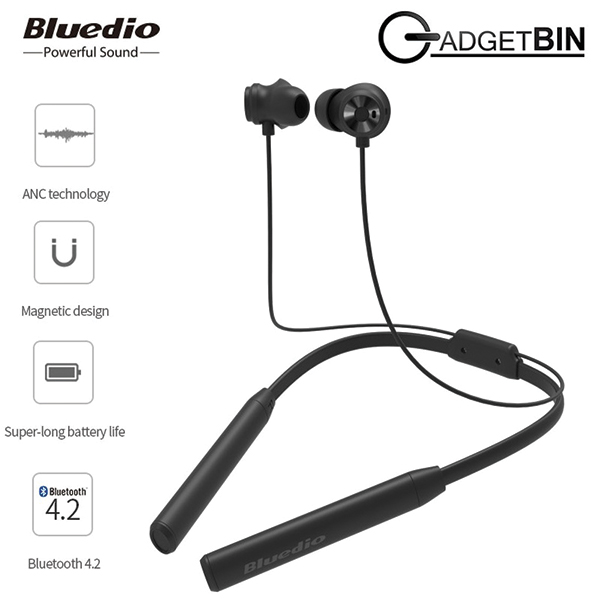 Bluedio
Powerful Sound
GADGETBIN
ANC technology
Magnetic design
Super-long battery life
Bluetooth®
4.2
Bluetooth 4.2
Bluedio